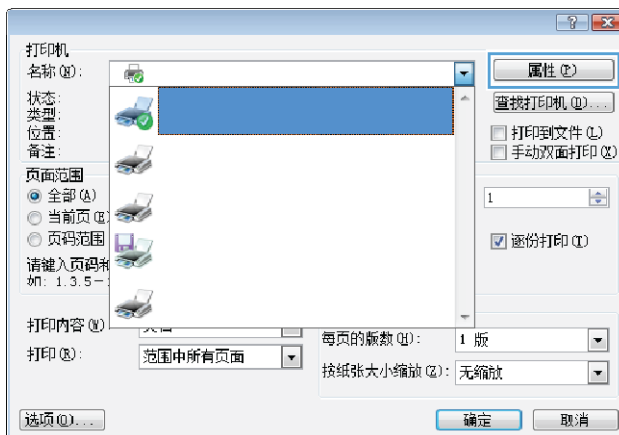 打印机
名称(N):
属性(P)
状态:
类型:
位置:
备注:
查找打印机(D)...
打印到文件(L)
手动双面打印(X)
页面范围
全部(A)
当前页(E)
页码范围
请键入页码和
如: 1.3.5-
1
逐份打印(T)
打印内容(W)
打印(R):
范围中所有页面
每页的版数(H):
1 版
按纸张大小缩放(Z):
无缩放
选项(O)...
确定
取消